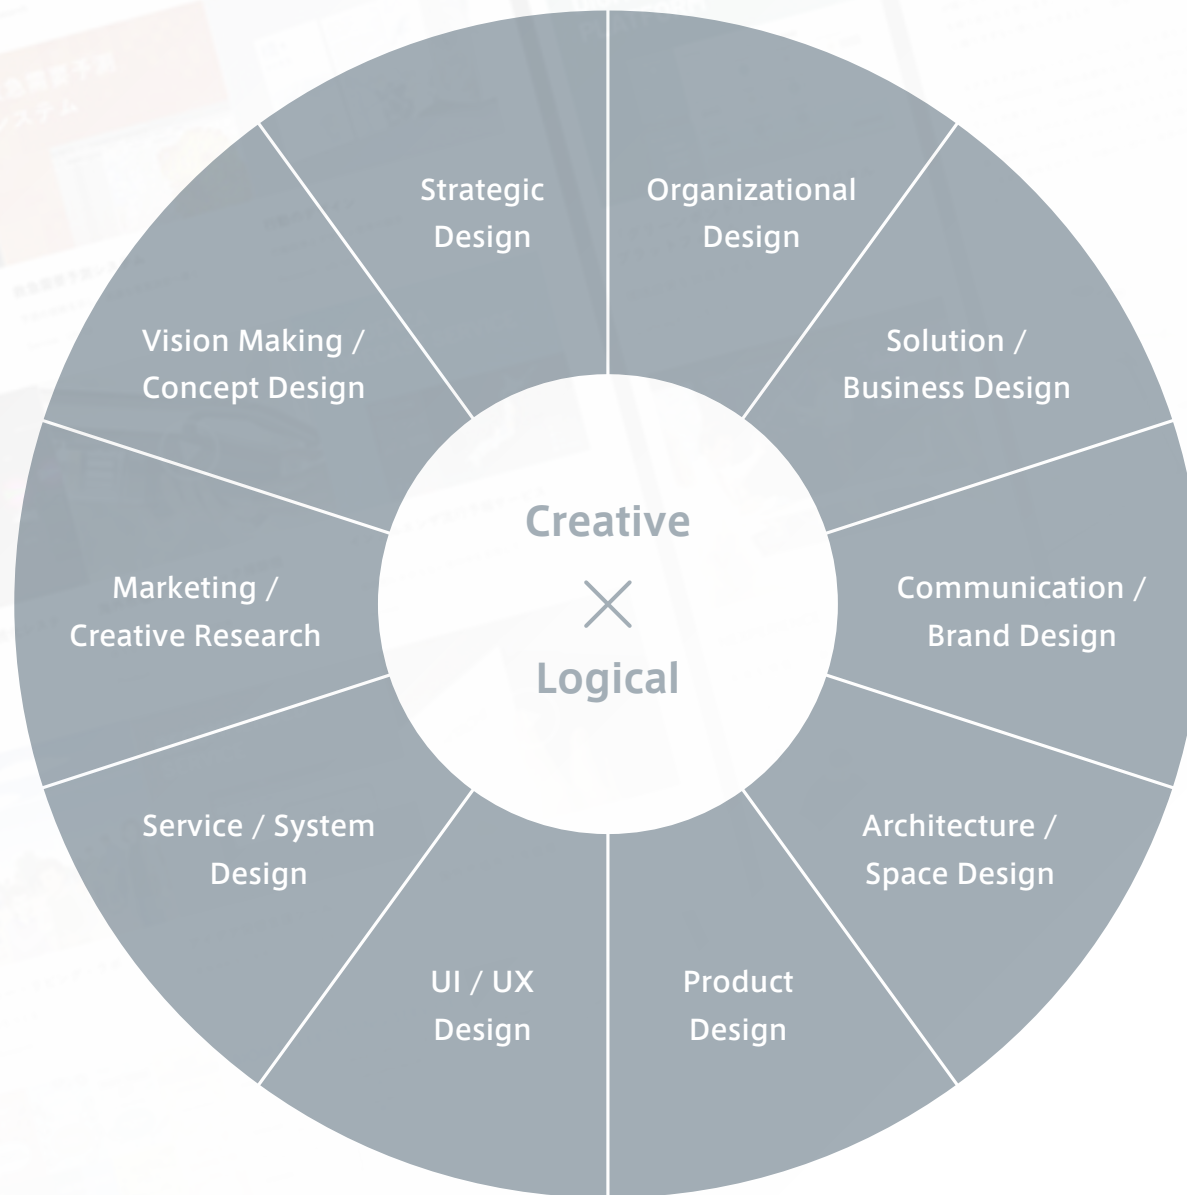 Strategic
Design
Organizational
Design
Solution /
Business Design
Communication /
Brand Design
Architecture /
Space Design
Product
Design
UI / UX
Design
Service / System
Design
Marketing /
Creative Research
Vision Making /
Concept Design
Creative
×
Logical